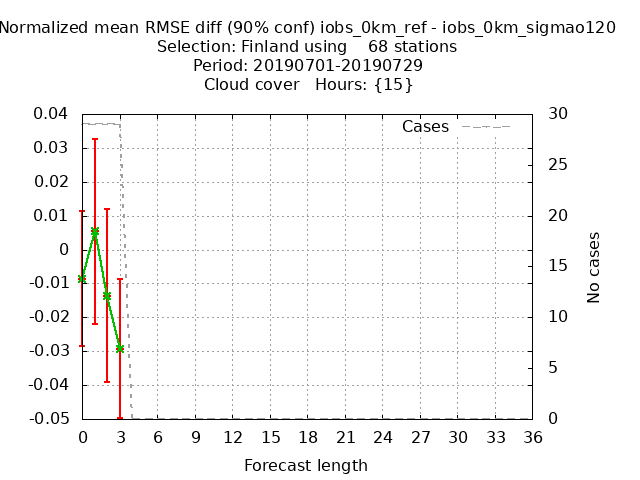 Normalized mean RMSE diff (90% conf) iobs_0km_ref - iobs_0km_sigmao120
Selection: Finland using 68 stations
Period: 20190701-20190729
Cloud cover Hours: {15}
Cases
0.04
0.03
0.02
0.01
0
-0.01
-0.02
-0.03
-0.04
-0.05
30
25
20
15
10
5
0
No cases
0 3 6 9 12 15 18 21 24 27 30 33 36
Forecast length